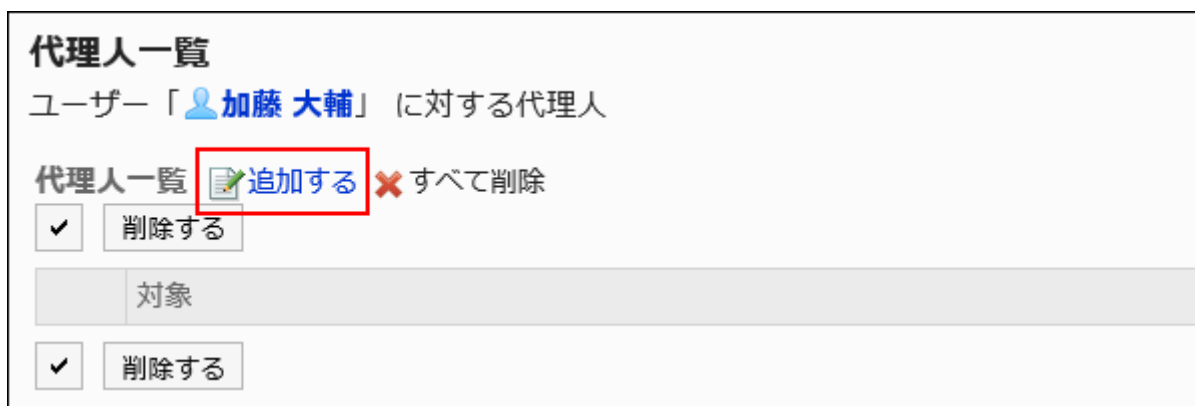 代理人一覧
ユーザー「加藤 大輔」 に対する代理人
代理人一覧 追加する すべて削除
削除する
対象
削除する